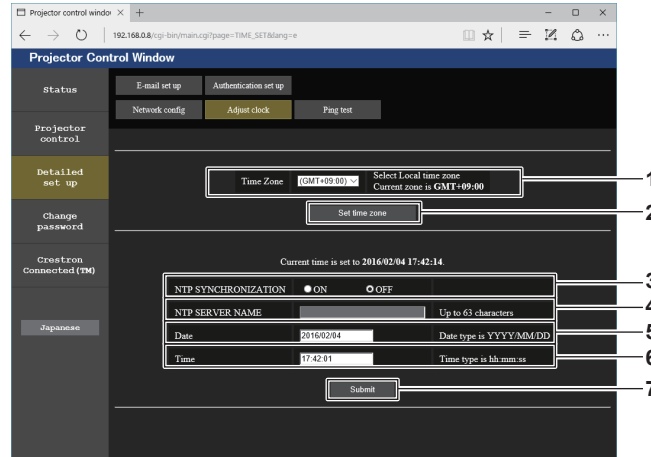 Projector control windo
192.168.0.8/cgi-bin/main.cgi?page=TIME_SET&lang=e
Projector Control Window
Status
E-mail set up
Authentication set up
Network config
Adjust clock
Ping test
Projector
control
Detailed
set up
Time Zone
(GMT+09:00)
Select Local time zone
Current zone is GMT+09:00
1
Set time zone
2
Change
password
Crestron
Connected(TM)
Current time is set to 2016/02/04 17:42:14.
NTP SYNCHRONIZATION
ON
OFF
3
NTP SERVER NAME
Up to 63 characters
4
Japanese
Date
2016/02/04
Date type is YYYY/MM/DD
5
Time
17:42:01
Time type is hh:mm:ss
6
Submit
7